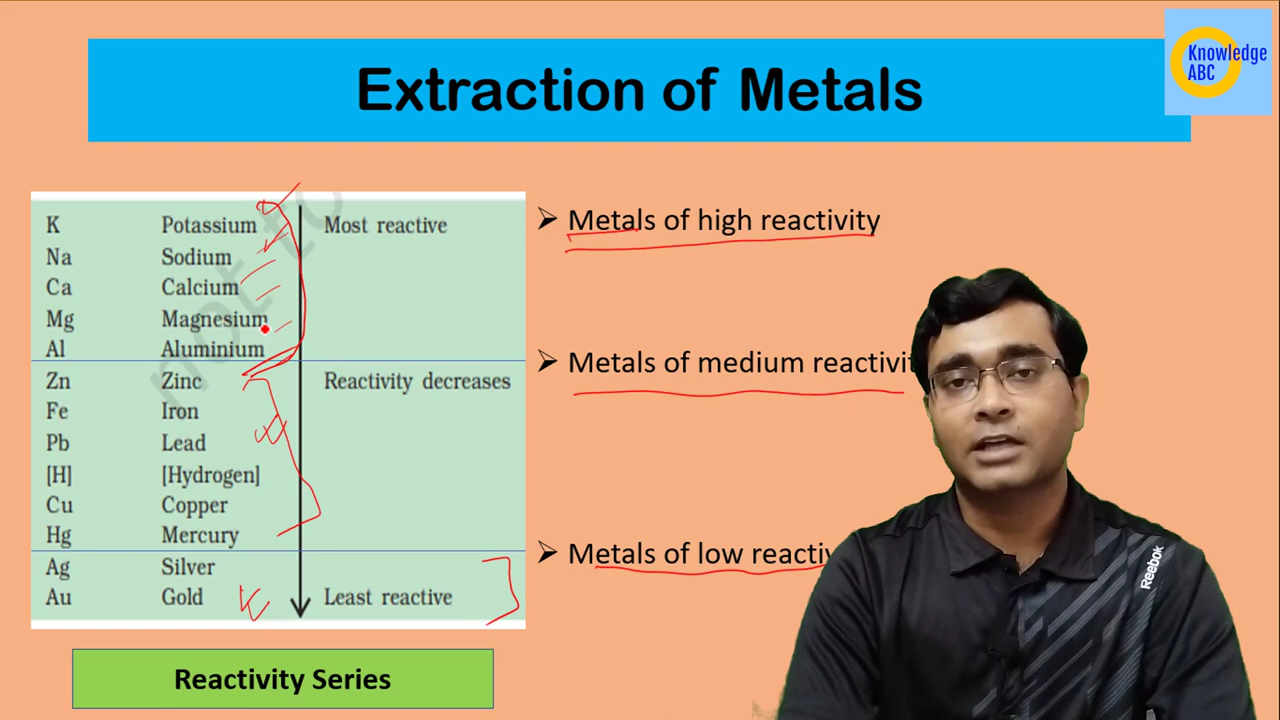 Knowledge
ABC
Extraction of Metals
K Potassium Most reactive
Na Sodium
Ca Calcium
Mg Magnesium
Al Aluminium
Zn Zinc Reactivity decreases
Fe Iron
Pb Lead
[H] [Hydrogen]
Cu Copper
Hg Mercury
Ag Silver
Au Gold Least reactive
Reactivity Series
➢ Metals of high reactivity
➢ Metals of medium reactivit
➢ Metals of low reactiv
Reebok
not to